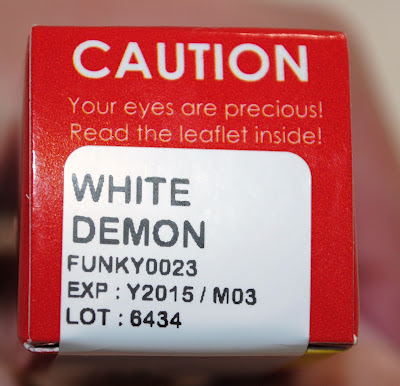 CAUTION
Your eyes are precious!
Read the leaflet inside!
WHITE
DEMON
FUNKY0023
EXP : Y2015 / M03
LOT : 6434